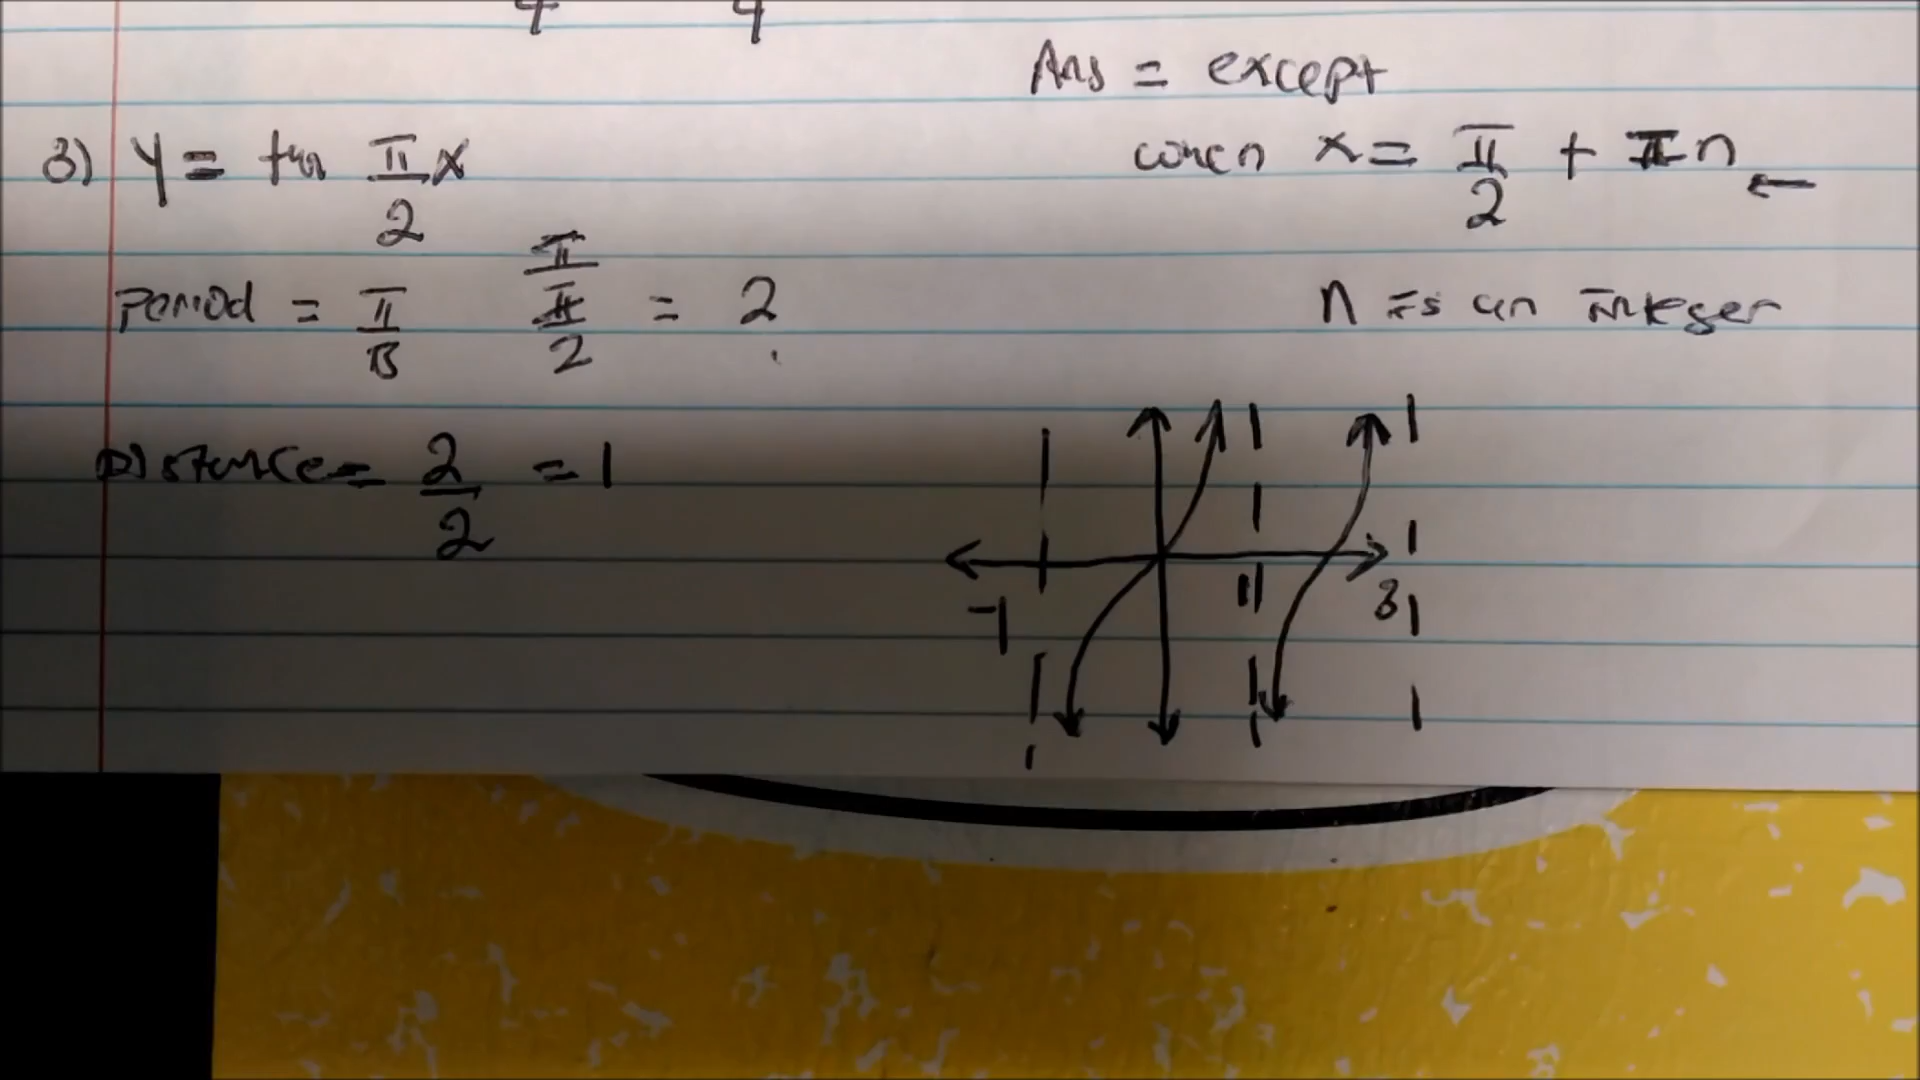 Ans = except
when x = π/2 + πn ←
3) y = tan π/2 x
Period = π/B π/(π/2) = 2
n is an integer
Distance = 2/2 = 1
-1 1 3